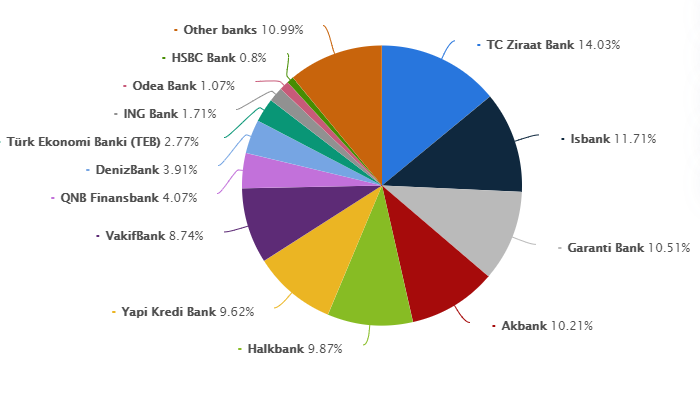 Other banks 10.99%
TC Ziraat Bank 14.03%
HSBC Bank 0.8%
Odea Bank 1.07%
ING Bank 1.71%
Isbank 11.71%
Türk Ekonomi Banki (TEB) 2.77%
DenizBank 3.91%
QNB Finansbank 4.07%
VakifBank 8.74%
Garanti Bank 10.51%
Yapi Kredi Bank 9.62%
Akbank 10.21%
Halkbank 9.87%